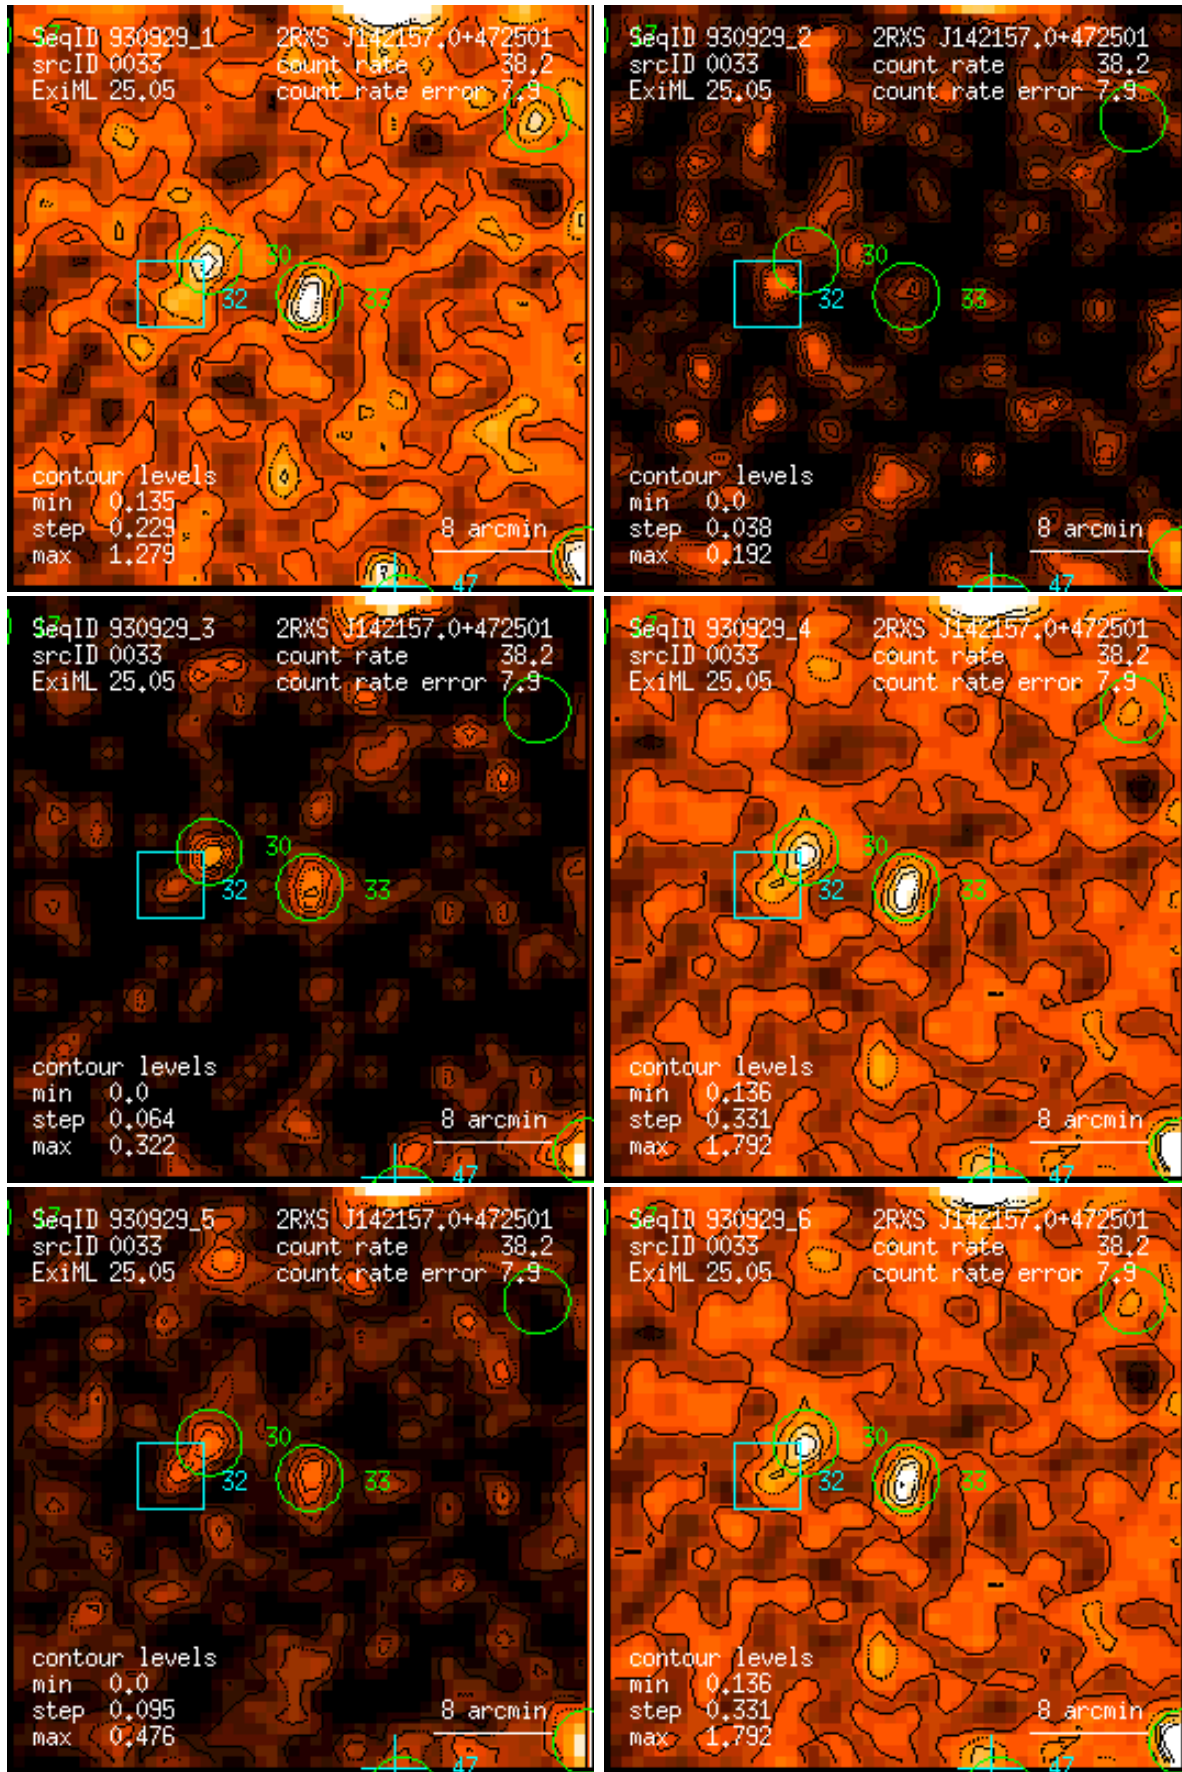 17
SeqID 930929_1 2RXS J142157.0+472501
srcID 0033 count rate 38.2
ExiML 25.05 count rate error 7.9
30
32 33
contour levels
min 0.135
step 0.229 8 arcmin
max 1.279
47
17
SeqID 930929_2 2RXS J142157.0+472501
srcID 0033 count rate 38.2
ExiML 25.05 count rate error 7.9
30
32 33
contour levels
min 0.0
step 0.038 8 arcmin
max 0.192
47
17
SeqID 930929_3 2RXS J142157.0+472501
srcID 0033 count rate 38.2
ExiML 25.05 count rate error 7.9
30
32 33
contour levels
min 0.0
step 0.064 8 arcmin
max 0.322
47
17
SeqID 930929_4 2RXS J142157.0+472501
srcID 0033 count rate 38.2
ExiML 25.05 count rate error 7.9
30
32 33
contour levels
min 0.136
step 0.331 8 arcmin
max 1.792
47
17
SeqID 930929_5 2RXS J142157.0+472501
srcID 0033 count rate 38.2
ExiML 25.05 count rate error 7.9
30
32 33
contour levels
min 0.0
step 0.095 8 arcmin
max 0.476
47
17
SeqID 930929_6 2RXS J142157.0+472501
srcID 0033 count rate 38.2
ExiML 25.05 count rate error 7.9
30
32 33
contour levels
min 0.136
step 0.331 8 arcmin
max 1.792
47